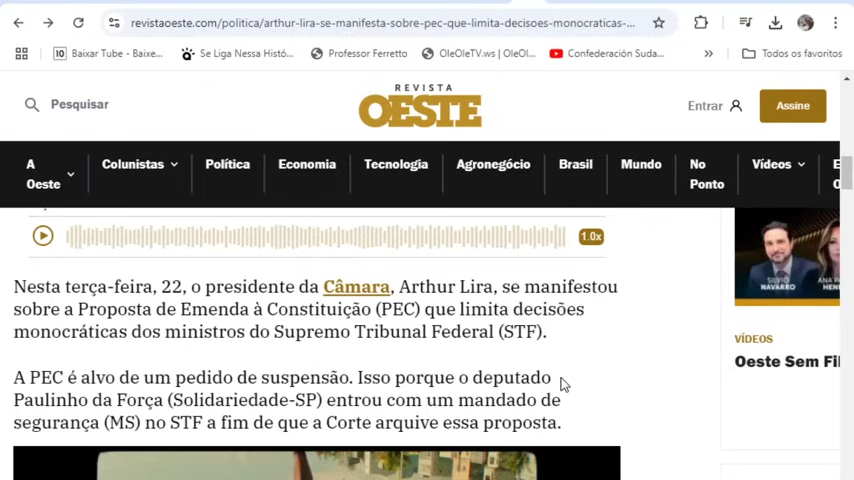 revistaoeste.com/politica/arthur-lira-se-manifesta-sobre-pec-que-limita-decisoes-monocraticas-...
10 Baixar Tube - Baixe... Se Liga Nessa Histó... Professor Ferretto OleOleTV.ws | OleOl... Confederación Suda... » Todos os favoritos
Pesquisar
REVISTA
OESTE
Entrar
Assine
A Oeste
Colunistas
Política
Economia
Tecnologia
Agronegócio
Brasil
Mundo
No Ponto
Vídeos
1.0x
Nesta terça-feira, 22, o presidente da Câmara, Arthur Lira, se manifestou
sobre a Proposta de Emenda à Constituição (PEC) que limita decisões
monocráticas dos ministros do Supremo Tribunal Federal (STF).
A PEC é alvo de um pedido de suspensão. Isso porque o deputado
Paulinho da Força (Solidariedade-SP) entrou com um mandado de
segurança (MS) no STF a fim de que a Corte arquive essa proposta.
SILVIO
NAVARRO
VÍDEOS
Oeste Sem Fil